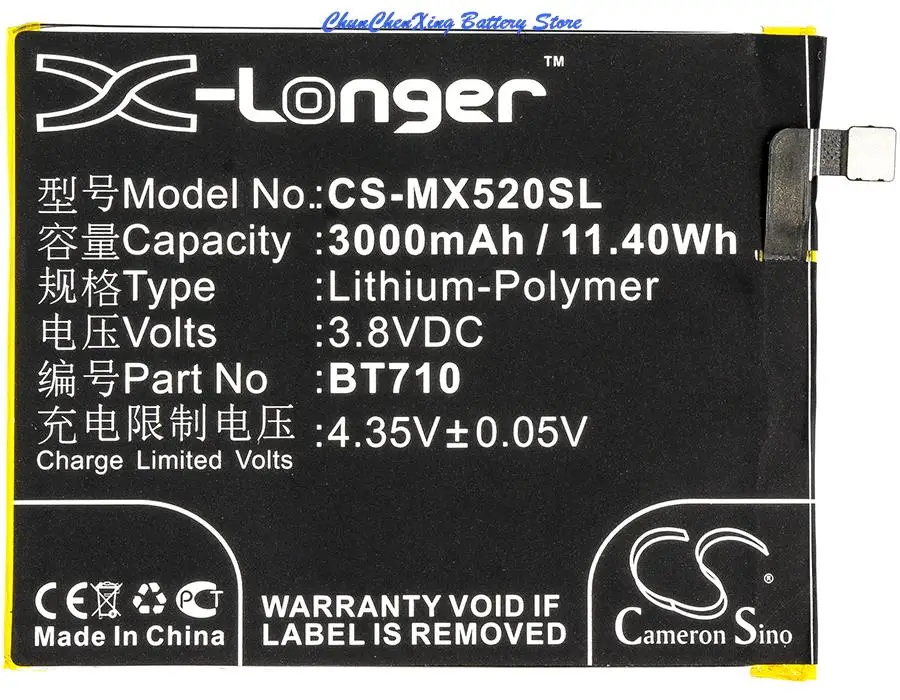 ChunChenXing Battery Store
X-Longer™
型号Model No.:CS-MX520SL
容量Capacity :3000mAh / 11.40Wh
规格Type :Lithium-Polymer
电压Volts :3.8VDC
编号Part No :BT710
充电限制电压 :4.35V±0.05V
Charge Limited Volts
CE PCT
Made In China
WARRANTY VOID IF
LABEL IS REMOVED
CS®
Cameron Sino